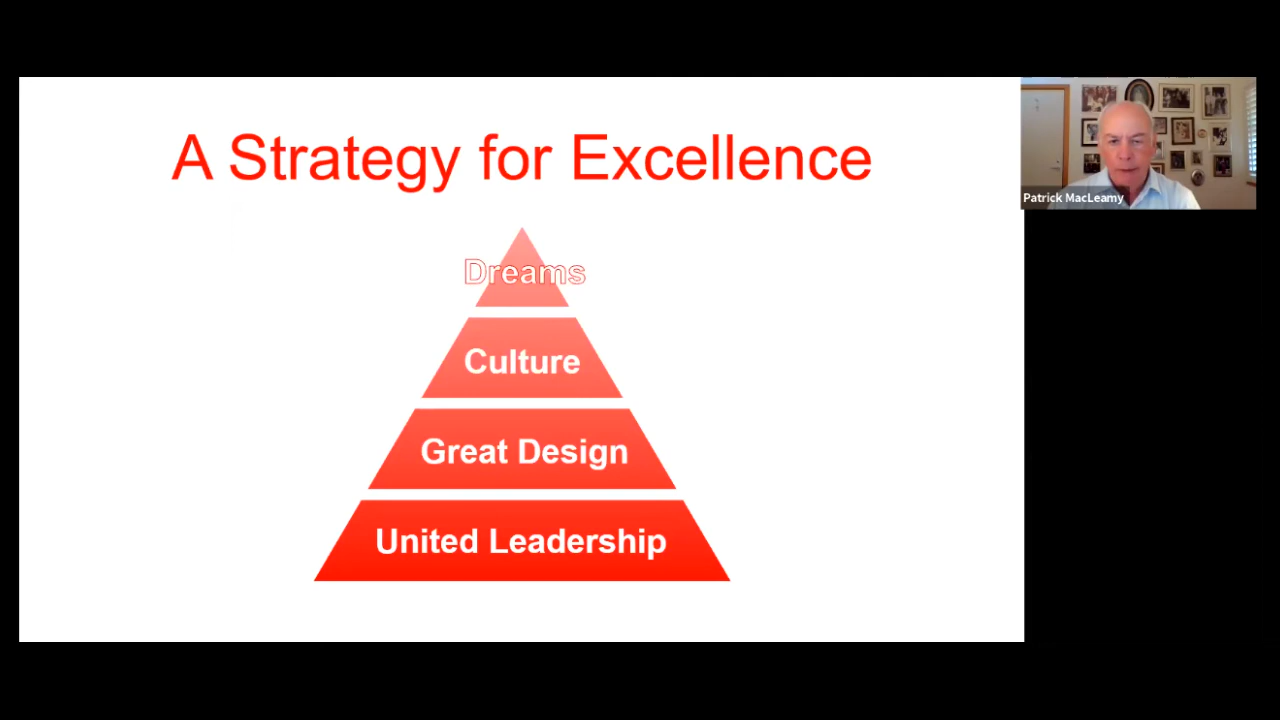 A Strategy for Excellence
Dreams
Culture
Great Design
United Leadership
Patrick MacLeamy